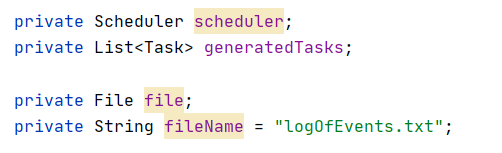 private Scheduler scheduler;
private List<Task> generatedTasks;
private File file;
private String fileName = "logOfEvents.txt";